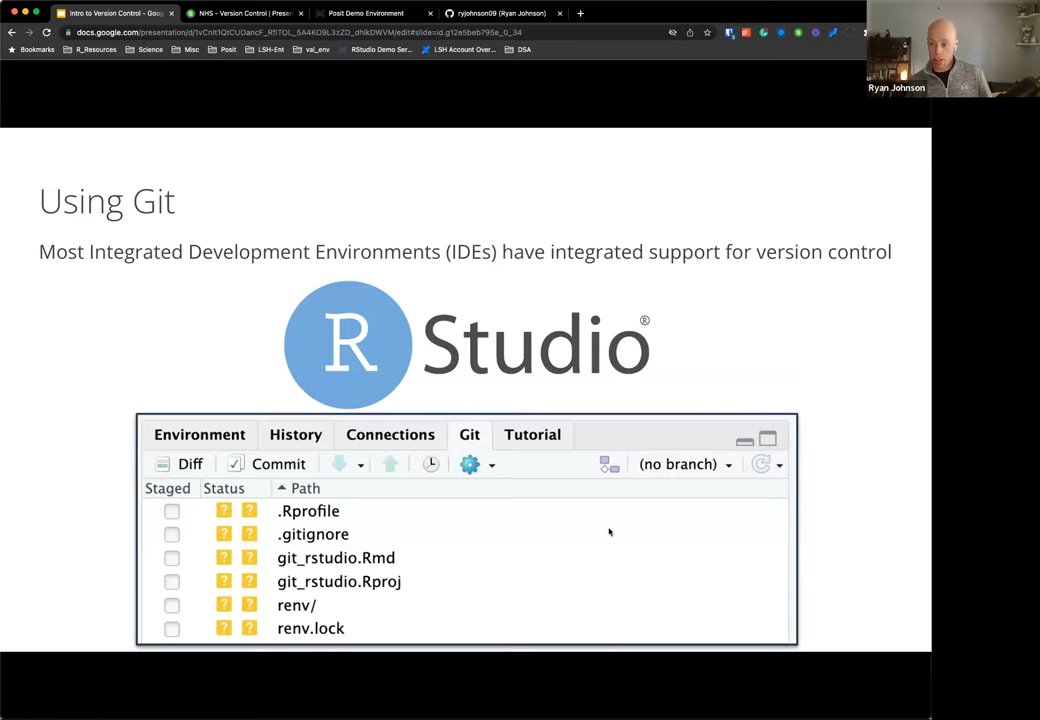 Intro to Version Control - Goog
NHS - Version Control | Presen
Posit Demo Environment
ryjohnson09 (Ryan Johnson)
Bookmarks
R_Resources
Science
Misc
Posit
LSH-Ent
val_env
RStudio Demo Ser...
LSH Account Over...
DSA
Ryan Johnson
Using Git
Most Integrated Development Environments (IDEs) have integrated support for version control
R Studio®
Environment History Connections Git Tutorial
Diff Commit (no branch)
Staged Status Path
.Rprofile
.gitignore
git_rstudio.Rmd
git_rstudio.Rproj
renv/
renv.lock